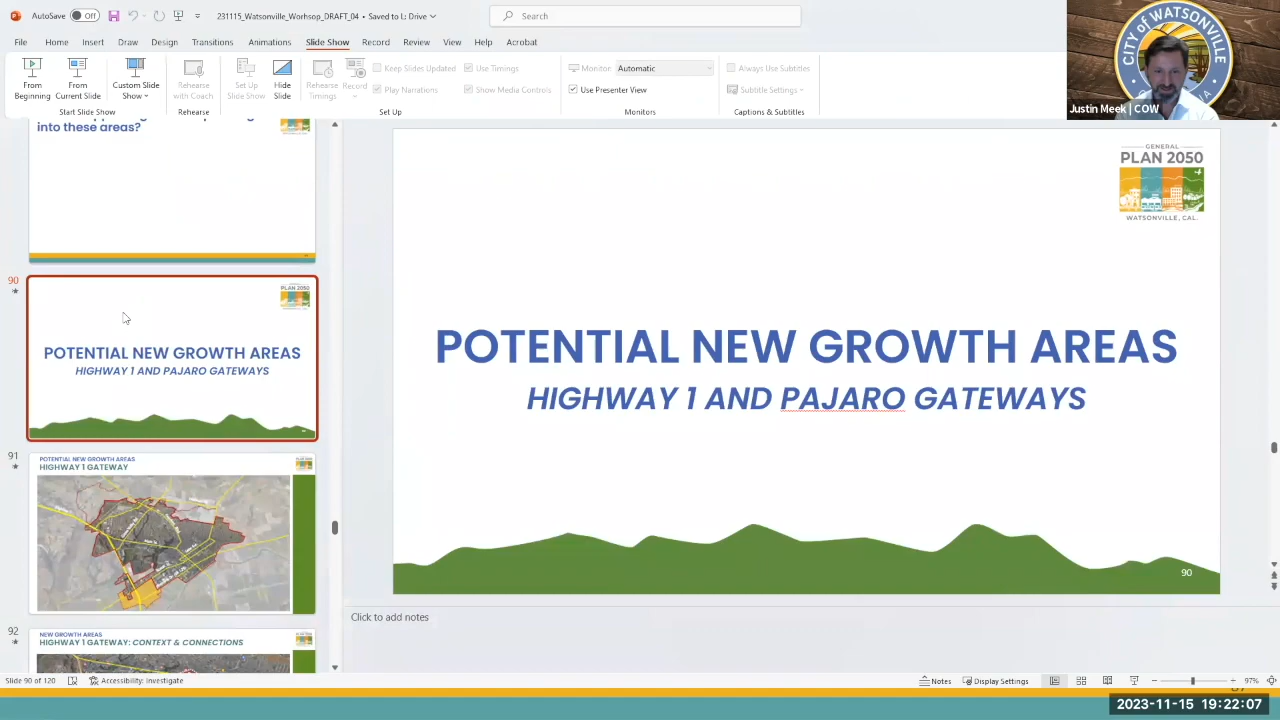 AutoSave Off 231115_Watsonville_Worhsop_DRAFT_04 • Saved to L: Drive Search
File Home Insert Draw Design Transitions Animations Slide Show Record Review View Help Acrobat
From Beginning
From Current Slide
Custom Slide Show
Start Slide Show
Rehearse with Coach
Rehearse
Set Up Slide Show
Hide Slide
Rehearse Timings
Record
Keep Slides Updated
Play Narrations
Use Timings
Show Media Controls
Set Up
Monitor: Automatic
Use Presenter View
Monitors
Always Use Subtitles
Subtitle Settings
Captions & Subtitles
CITY of WATSONVILLE
Justin Meek | COW
into these areas?
90
PLAN 2050
POTENTIAL NEW GROWTH AREAS
HIGHWAY 1 AND PAJARO GATEWAYS
91
POTENTIAL NEW GROWTH AREAS
HIGHWAY 1 GATEWAY
92
NEW GROWTH AREAS
HIGHWAY 1 GATEWAY: CONTEXT & CONNECTIONS
GENERAL
PLAN 2050
WATSONVILLE, CAL.
POTENTIAL NEW GROWTH AREAS
HIGHWAY 1 AND PAJARO GATEWAYS
90
Click to add notes
Slide 90 of 120 Accessibility: Investigate Notes Display Settings 97%
2023-11-15 19:22:07